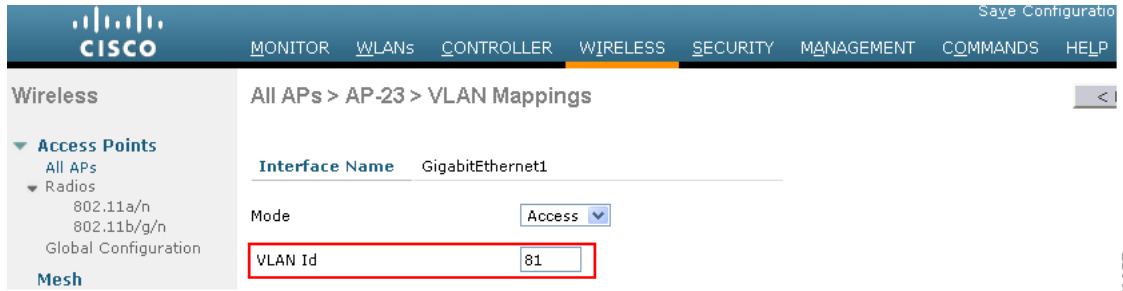 Save Configuratio
CISCO
MONITOR WLANs CONTROLLER WIRELESS SECURITY MANAGEMENT COMMANDS HELP
Wireless
All APs > AP-23 > VLAN Mappings
<
Access Points
All APs
Interface Name GigabitEthernet1
Radios
802.11a/n
Mode Access
802.11b/g/n
Global Configuration
VLAN Id 81
Mesh